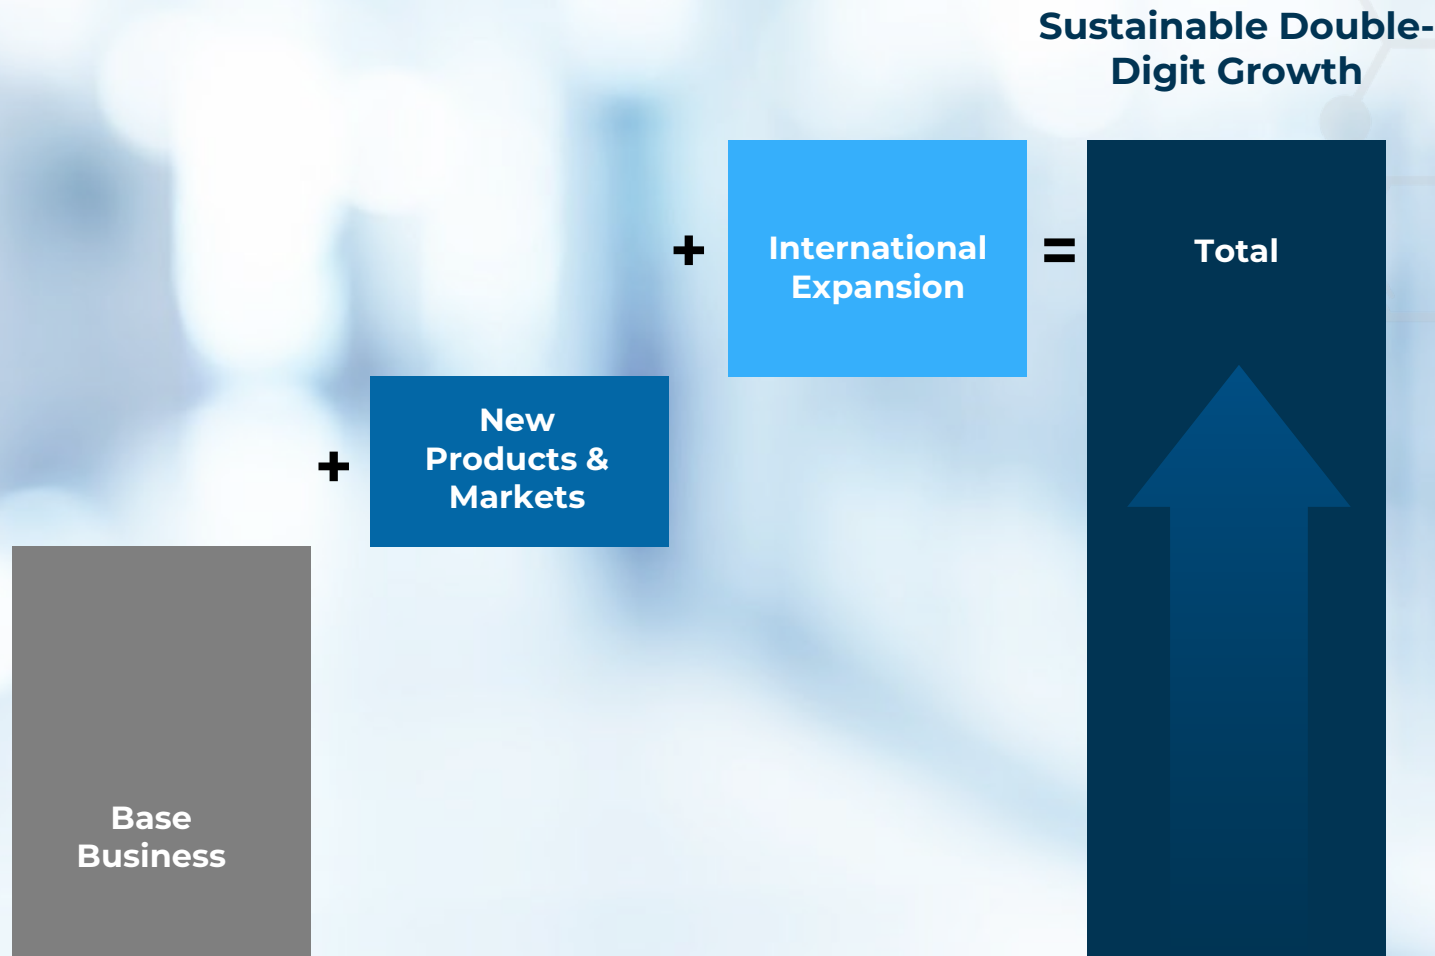 Sustainable Double-
Digit Growth
+
International
Expansion
=
Total
New
Products &
Markets
+
Base
Business